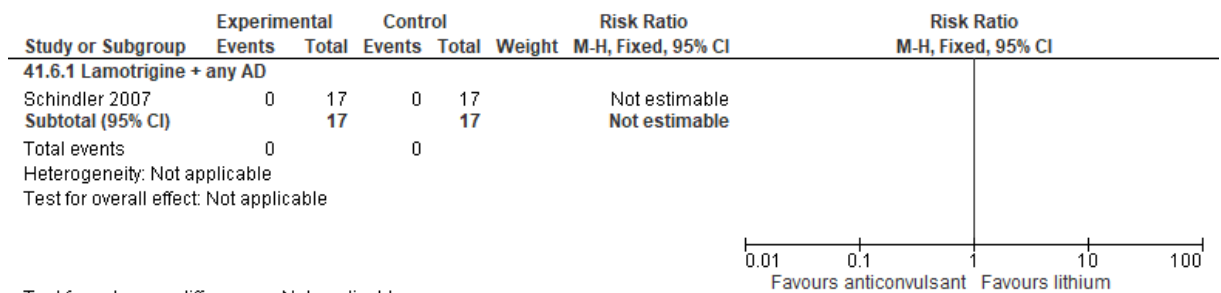 Experimental Control Risk Ratio Risk Ratio
Study or Subgroup Events Total Events Total Weight M-H, Fixed, 95% CI M-H, Fixed, 95% CI
41.6.1 Lamotrigine + any AD
Schindler 2007 0 17 0 17 Not estimable
Subtotal (95% CI) 17 17 Not estimable
Total events 0 0
Heterogeneity: Not applicable
Test for overall effect: Not applicable
0.01 0.1 1 10 100
Favours anticonvulsant Favours lithium